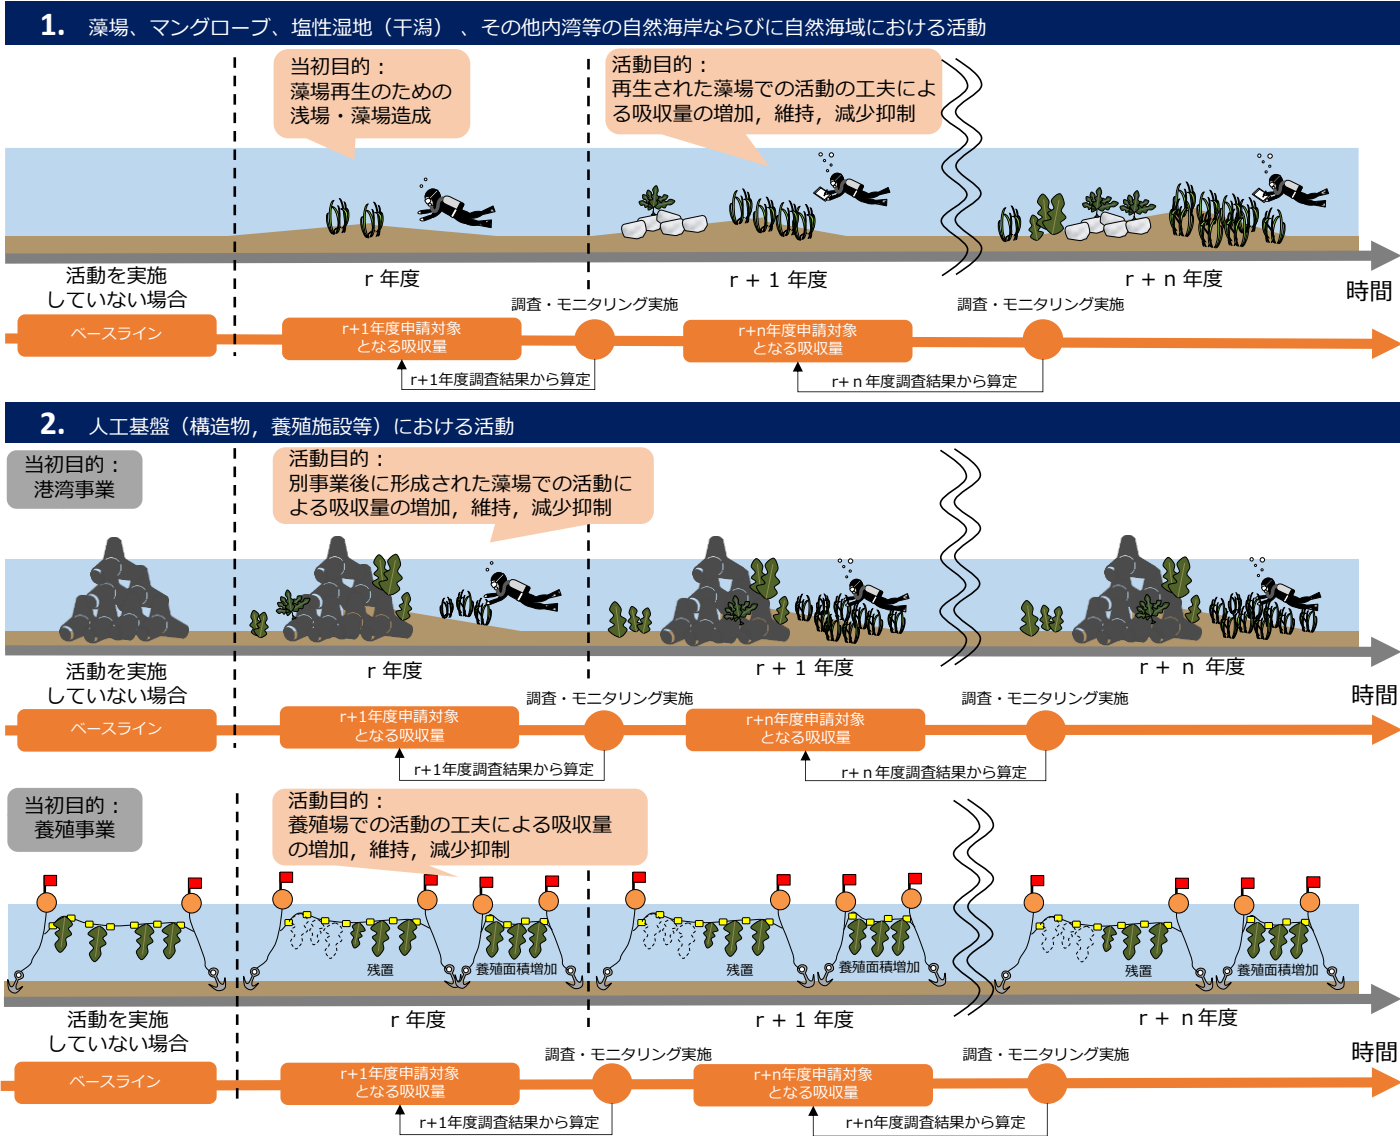 1. 藻場、マングローブ、塩性湿地（干潟）、その他内湾等の自然海岸ならびに自然海域における活動
当初目的：
藻場再生のための
浅場・藻場造成
活動目的：
再生された藻場での活動の工夫によ
る吸収量の増加，維持，減少抑制
活動を実施
していない場合
r 年度
r + 1 年度
r + n 年度
時間
調査・モニタリング実施
調査・モニタリング実施
ベースライン
r+1年度申請対象
となる吸収量
r+n年度申請対象
となる吸収量
r+1年度調査結果から算定
r+n年度調査結果から算定
2. 人工基盤（構造物，養殖施設等）における活動
当初目的：
港湾事業
活動目的：
別事業後に形成された藻場での活動に
よる吸収量の増加，維持，減少抑制
活動を実施
していない場合
r 年度
r + 1 年度
r + n 年度
時間
調査・モニタリング実施
調査・モニタリング実施
ベースライン
r+1年度申請対象
となる吸収量
r+n年度申請対象
となる吸収量
r+1年度調査結果から算定
r+n年度調査結果から算定
当初目的：
養殖事業
活動目的：
養殖場での活動の工夫による吸収量
の増加，維持，減少抑制
残置
養殖面積増加
残置
養殖面積増加
残置
養殖面積増加
活動を実施
していない場合
r 年度
r + 1 年度
r + n年度
時間
調査・モニタリング実施
調査・モニタリング実施
ベースライン
r+1年度申請対象
となる吸収量
r+n年度申請対象
となる吸収量
r+1年度調査結果から算定
r+n年度調査結果から算定